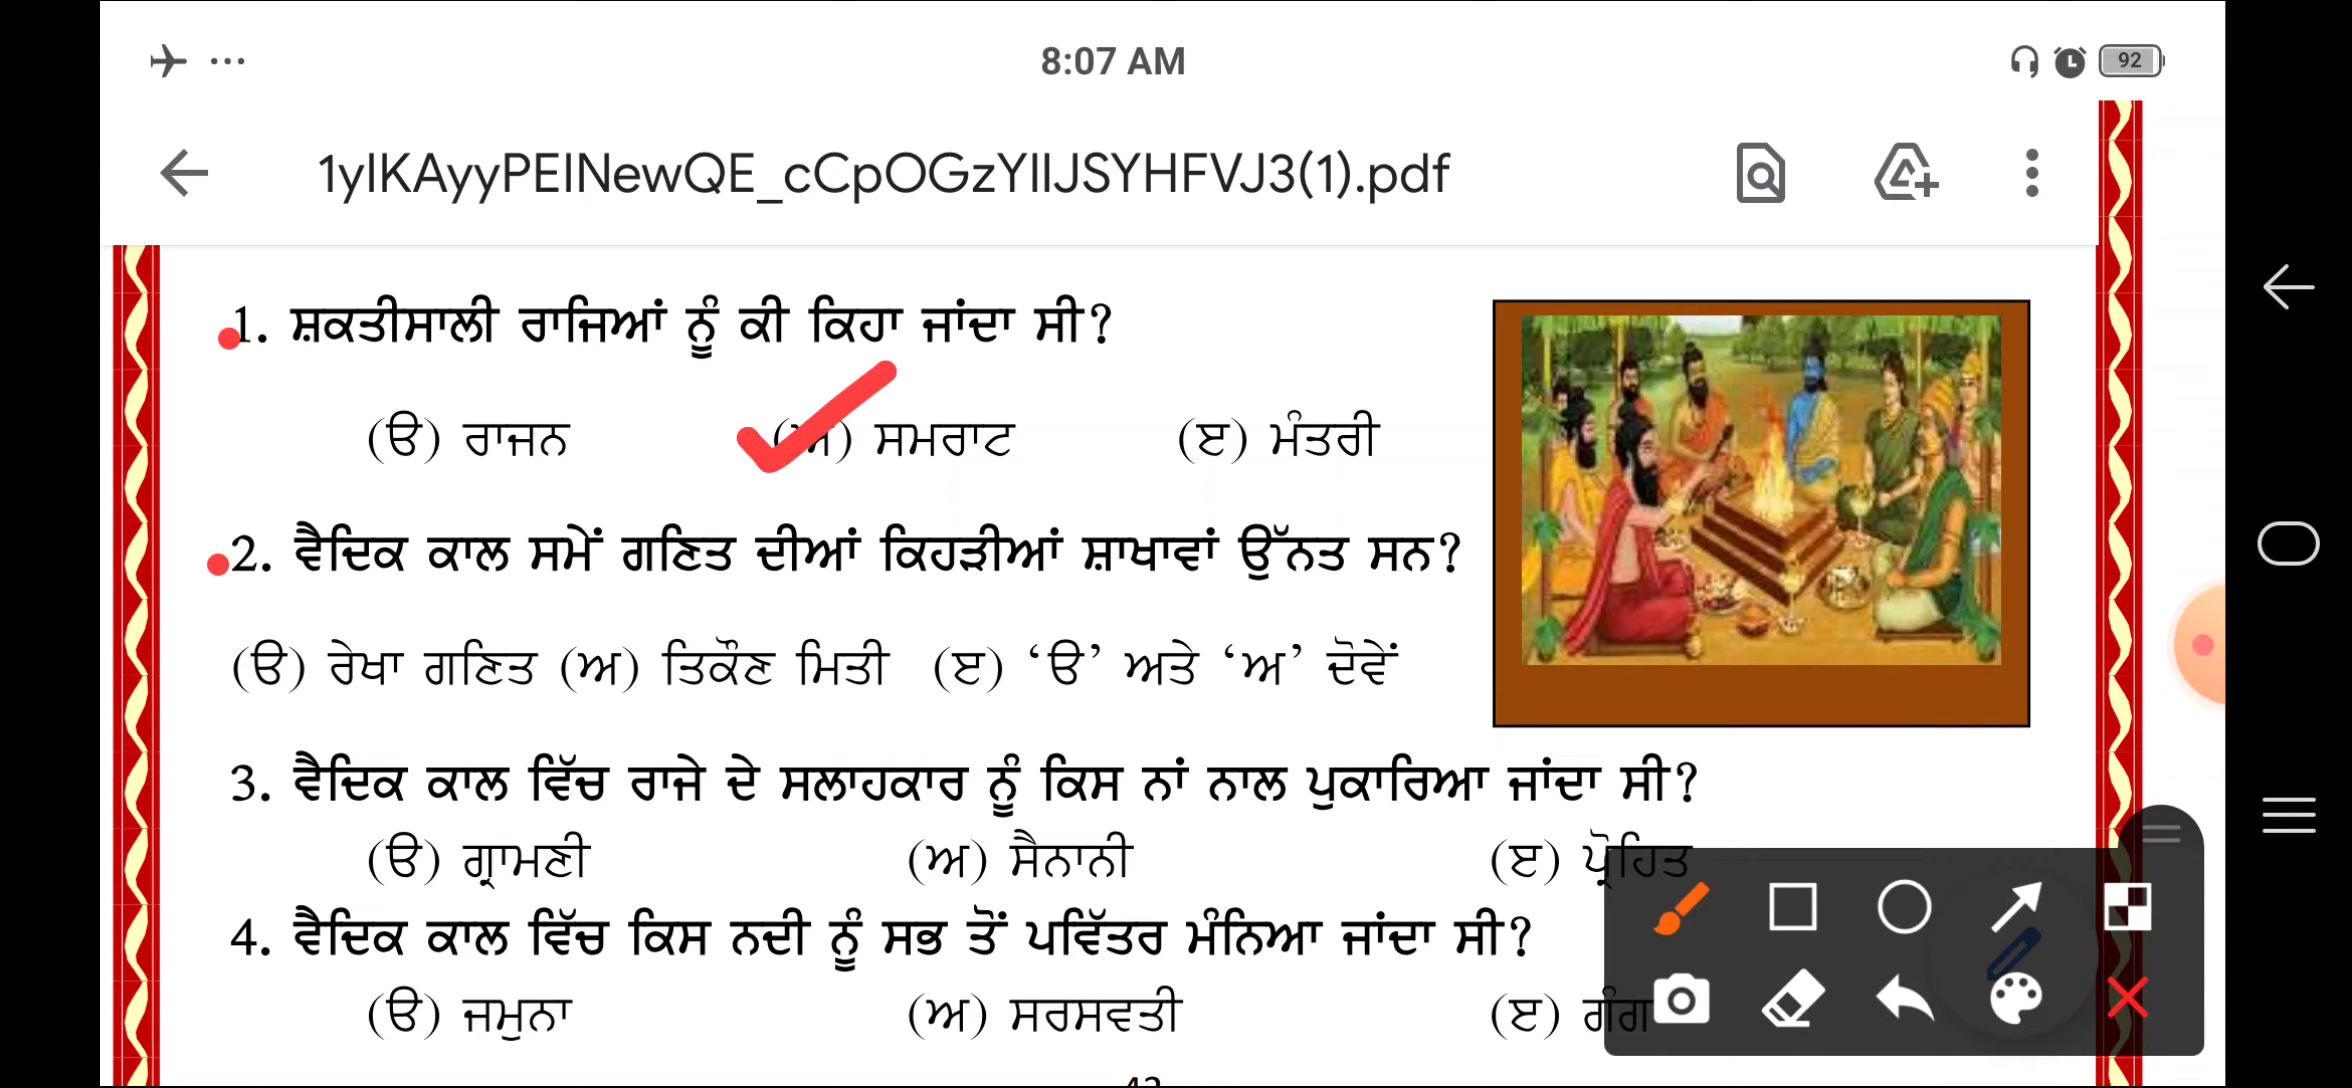 8:07 AM
92
1ylKAyyPElNewQE_cCpOGzYllJSYHFVJ3(1).pdf
1. ਸ਼ਕਤੀਸਾਲੀ ਰਾਜਿਆਂ ਨੂੰ ਕੀ ਕਿਹਾ ਜਾਂਦਾ ਸੀ?
(ੳ) ਰਾਜਨ (ਅ) ਸਮਰਾਟ (ੲ) ਮੰਤਰੀ
2. ਵੈਦਿਕ ਕਾਲ ਸਮੇਂ ਗਣਿਤ ਦੀਆਂ ਕਿਹੜੀਆਂ ਸ਼ਾਖਾਵਾਂ ਉੱਨਤ ਸਨ?
(ੳ) ਰੇਖਾ ਗਣਿਤ (ਅ) ਤਿਕੌਣ ਮਿਤੀ (ੲ) ‘ੳ’ ਅਤੇ ‘ਅ’ ਦੋਵੇਂ
3. ਵੈਦਿਕ ਕਾਲ ਵਿੱਚ ਰਾਜੇ ਦੇ ਸਲਾਹਕਾਰ ਨੂੰ ਕਿਸ ਨਾਂ ਨਾਲ ਪੁਕਾਰਿਆ ਜਾਂਦਾ ਸੀ?
(ੳ) ਗ੍ਰਾਮਣੀ (ਅ) ਸੈਨਾਨੀ (ੲ) ਪ੍ਰੋਹਿਤ
4. ਵੈਦਿਕ ਕਾਲ ਵਿੱਚ ਕਿਸ ਨਦੀ ਨੂੰ ਸਭ ਤੋਂ ਪਵਿੱਤਰ ਮੰਨਿਆ ਜਾਂਦਾ ਸੀ?
(ੳ) ਜਮੁਨਾ (ਅ) ਸਰਸਵਤੀ (ੲ)